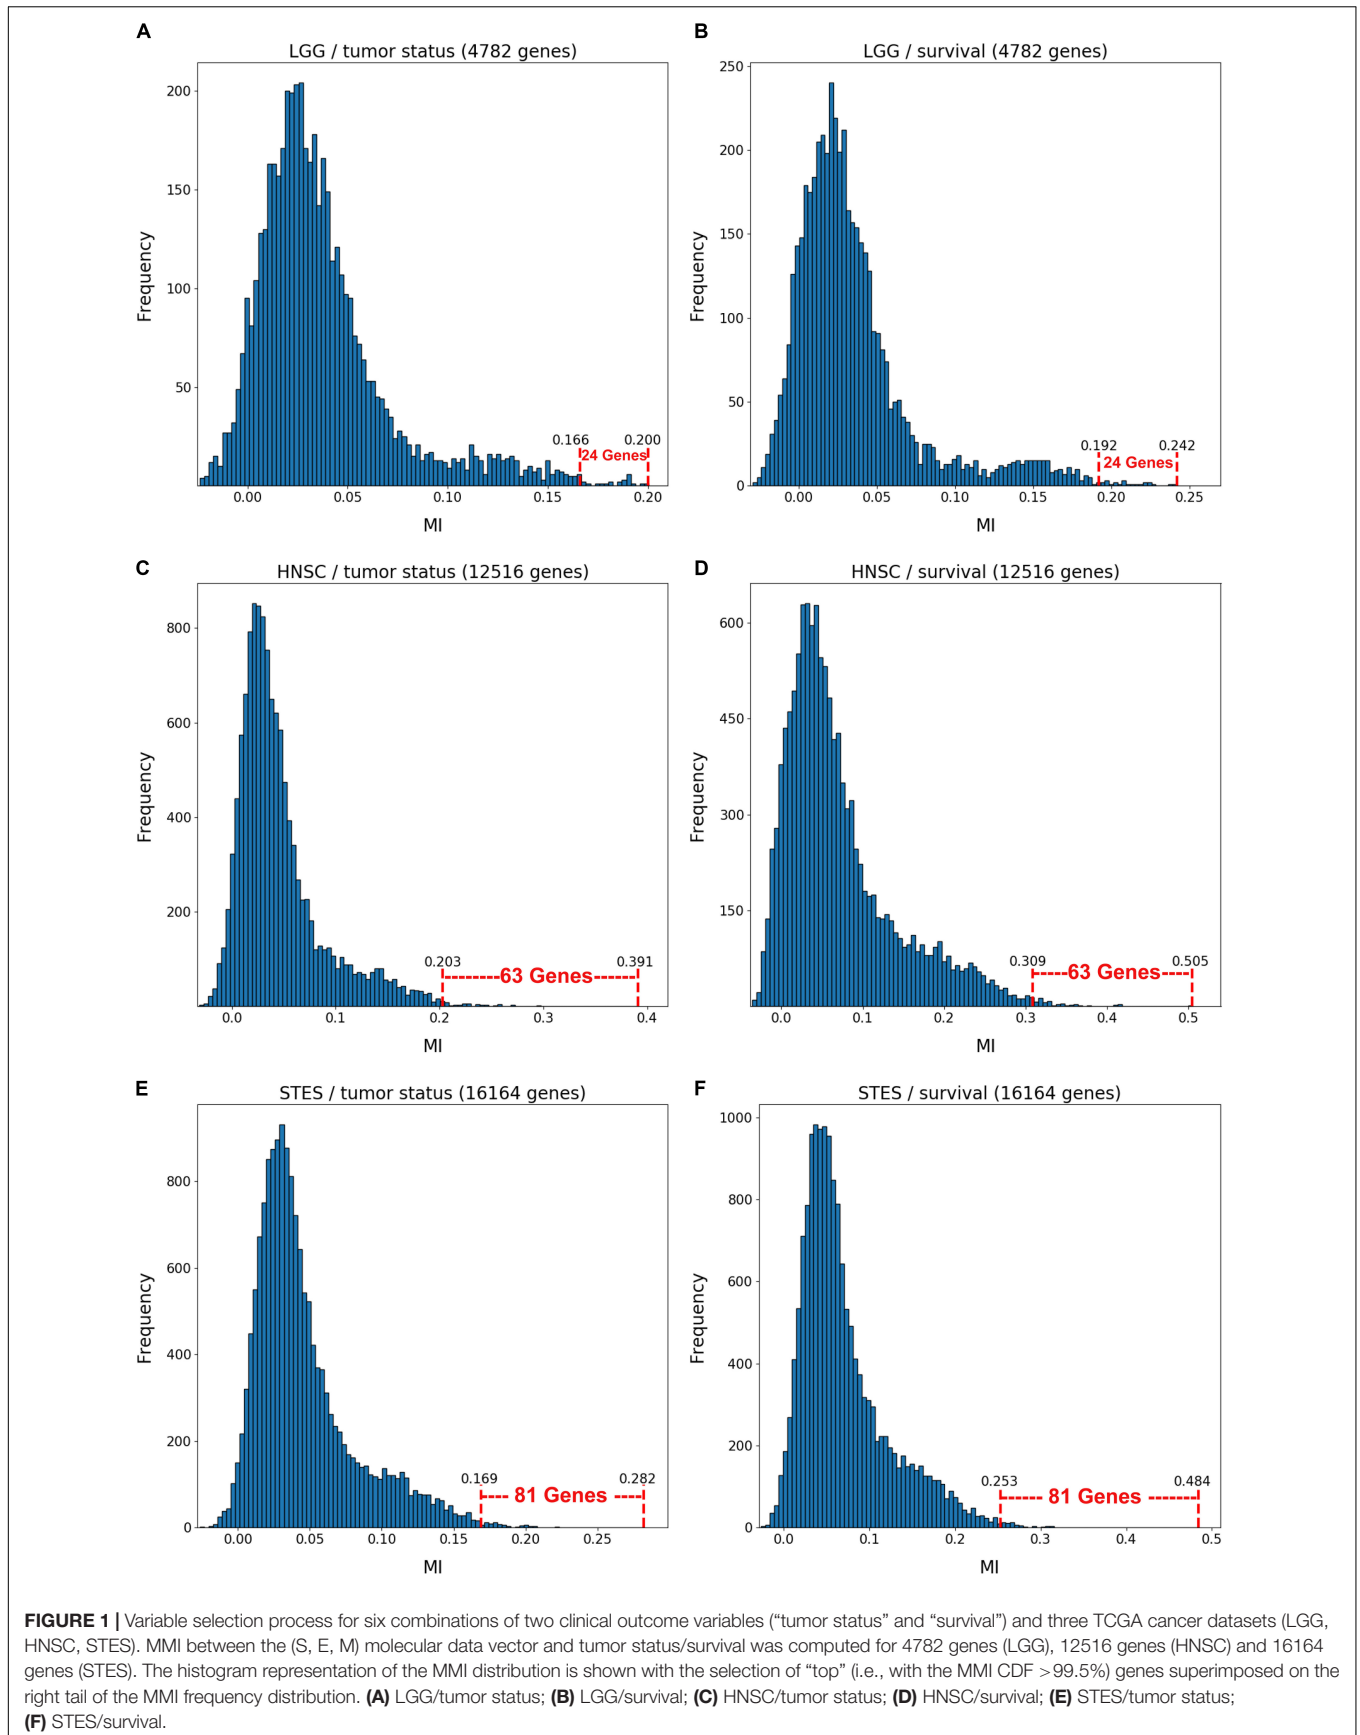 A
LGG / tumor status (4782 genes)
200
150
100
50
Frequency
0.166
0.200
24 Genes
0.00
0.05
0.10
0.15
0.20
MI
B
LGG / survival (4782 genes)
250
200
150
100
50
0
Frequency
0.192
0.242
24 Genes
0.00
0.05
0.10
0.15
0.20
0.25
MI
C
HNSC / tumor status (12516 genes)
800
600
400
200
Frequency
0.203
0.391
63 Genes
0.0
0.1
0.2
0.3
0.4
MI
D
HNSC / survival (12516 genes)
600
450
300
150
Frequency
0.309
0.505
63 Genes
0.0
0.1
0.2
0.3
0.4
0.5
MI
E
STES / tumor status (16164 genes)
800
600
400
200
0
Frequency
0.169
0.282
81 Genes
0.00
0.05
0.10
0.15
0.20
0.25
MI
F
STES / survival (16164 genes)
1000
800
600
400
200
0
Frequency
0.253
0.484
81 Genes
0.0
0.1
0.2
0.3
0.4
0.5
MI
FIGURE 1 | Variable selection process for six combinations of two clinical outcome variables (“tumor status” and “survival”) and three TCGA cancer datasets (LGG,
HNSC, STES). MMI between the (S, E, M) molecular data vector and tumor status/survival was computed for 4782 genes (LGG), 12516 genes (HNSC) and 16164
genes (STES). The histogram representation of the MMI distribution is shown with the selection of “top” (i.e., with the MMI CDF >99.5%) genes superimposed on the
right tail of the MMI frequency distribution. (A) LGG/tumor status; (B) LGG/survival; (C) HNSC/tumor status; (D) HNSC/survival; (E) STES/tumor status;
(F) STES/survival.